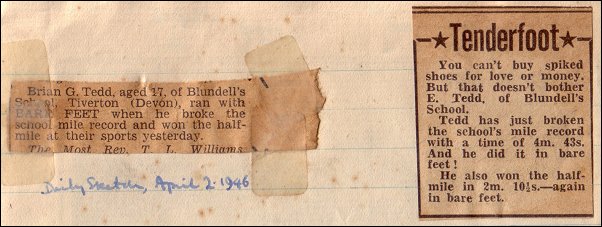 Brian G. Tedd, aged 17, of Blundell's
School, Tiverton (Devon), ran with
BARE FEET when he broke the
school mile record and won the half-
mile at their sports yesterday.
The Most Rev. T. L. Williams
Daily Sketch, April 2. 1946
★Tenderfoot★
You can't buy spiked
shoes for love or money.
But that doesn't bother
E. Tedd, of Blundell's
School.
Tedd has just broken
the school's mile record
with a time of 4m. 43s.
And he did it in bare
feet!
He also won the half-
mile in 2m. 10½s.—again
in bare feet.